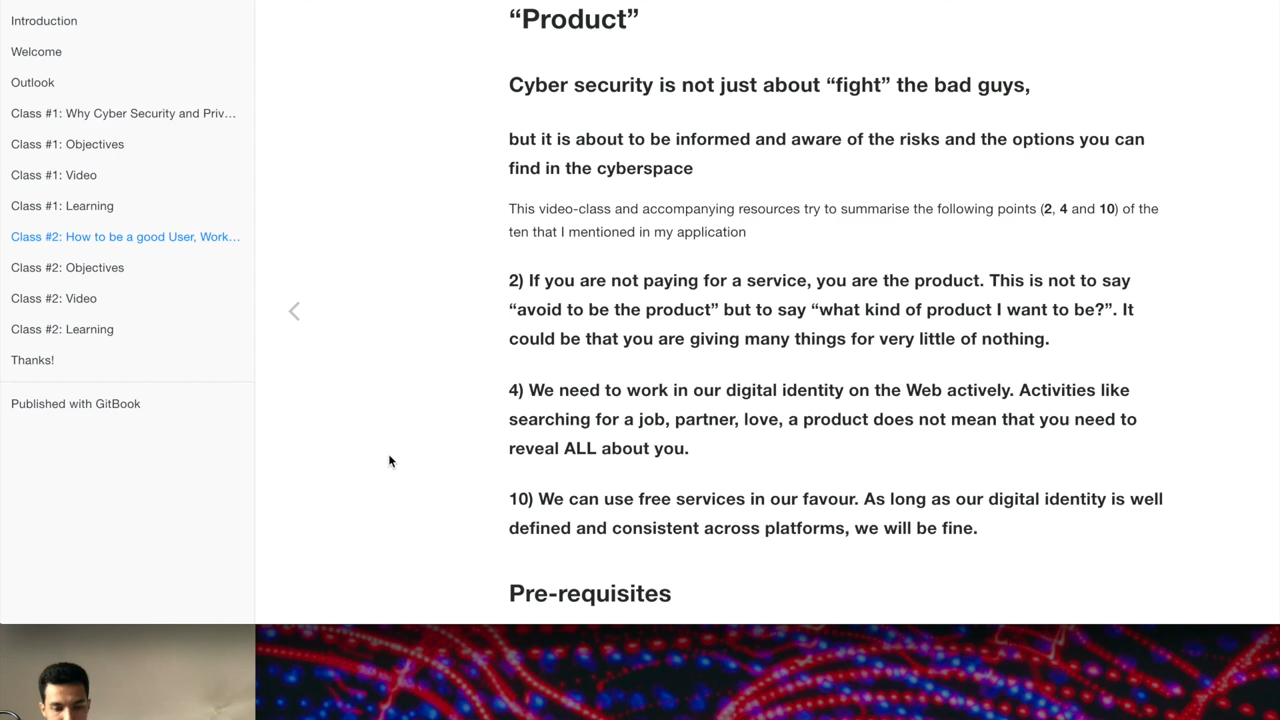 Introduction
Welcome
Outlook
Class #1: Why Cyber Security and Priv…
Class #1: Objectives
Class #1: Video
Class #1: Learning
Class #2: How to be a good User, Work…
Class #2: Objectives
Class #2: Video
Class #2: Learning
Thanks!
Published with GitBook
“Product”
Cyber security is not just about “fight” the bad guys,
but it is about to be informed and aware of the risks and the options you can
find in the cyberspace
This video-class and accompanying resources try to summarise the following points (2, 4 and 10) of the
ten that I mentioned in my application
2) If you are not paying for a service, you are the product. This is not to say
“avoid to be the product” but to say “what kind of product I want to be?”. It
could be that you are giving many things for very little of nothing.
4) We need to work in our digital identity on the Web actively. Activities like
searching for a job, partner, love, a product does not mean that you need to
reveal ALL about you.
10) We can use free services in our favour. As long as our digital identity is well
defined and consistent across platforms, we will be fine.
Pre-requisites